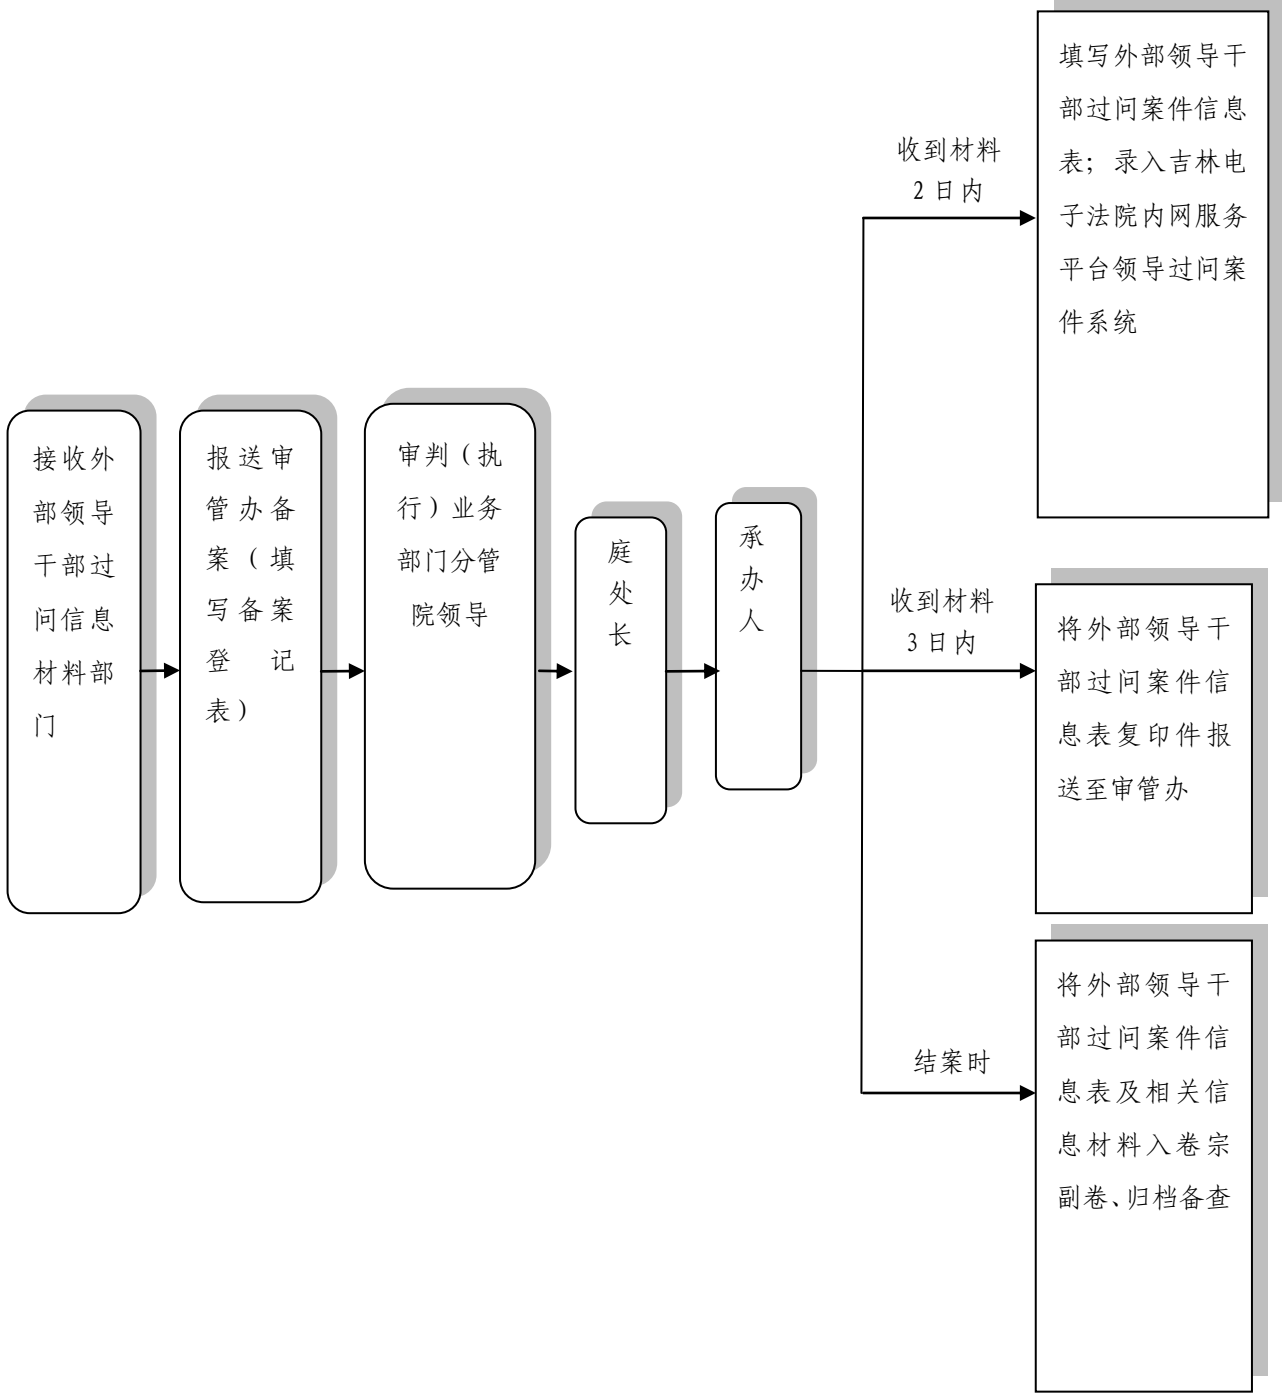 接收外
部领导
干部过
问信息
材料部
门
报送审
管办备
案（填
写备案
登记
表）
审判（执
行）业务
部门分管
院领导
庭
处
长
承
办
人
收到材料
2日内
填写外部领导干
部过问案件信息
表；录入吉林电
子法院内网服务
平台领导过问案
件系统
收到材料
3日内
将外部领导干
部过问案件信
息表复印件报
送至审管办
结案时
将外部领导干
部过问案件信
息表及相关信
息材料入卷宗
副卷、归档备查